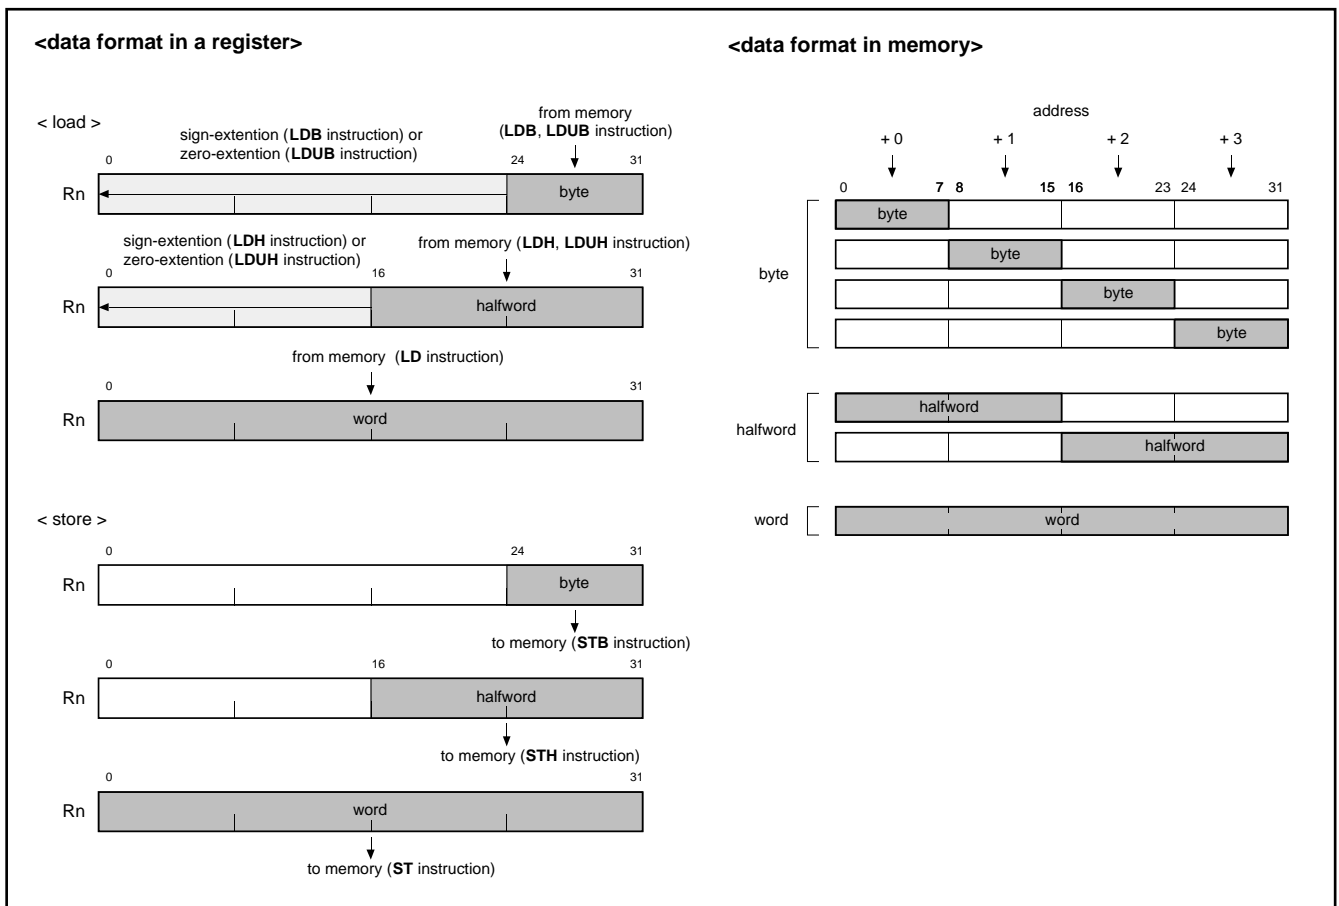 <data format in a register>
< load >
from memory
(LDB, LDUB instruction)
sign-extention (LDB instruction) or
zero-extention (LDUB instruction)
0 24 31
Rn byte
sign-extention (LDH instruction) or
zero-extention (LDUH instruction)
from memory (LDH, LDUH instruction)
0 16 31
Rn halfword
from memory (LD instruction)
0 31
Rn word
< store >
0 24 31
Rn byte
to memory (STB instruction)
0 16 31
Rn halfword
to memory (STH instruction)
0 31
Rn word
to memory (ST instruction)
<data format in memory>
address
+ 0 + 1 + 2 + 3
0 7 8 15 16 23 24 31
byte
byte
byte
byte
byte
halfword
halfword
halfword
word word